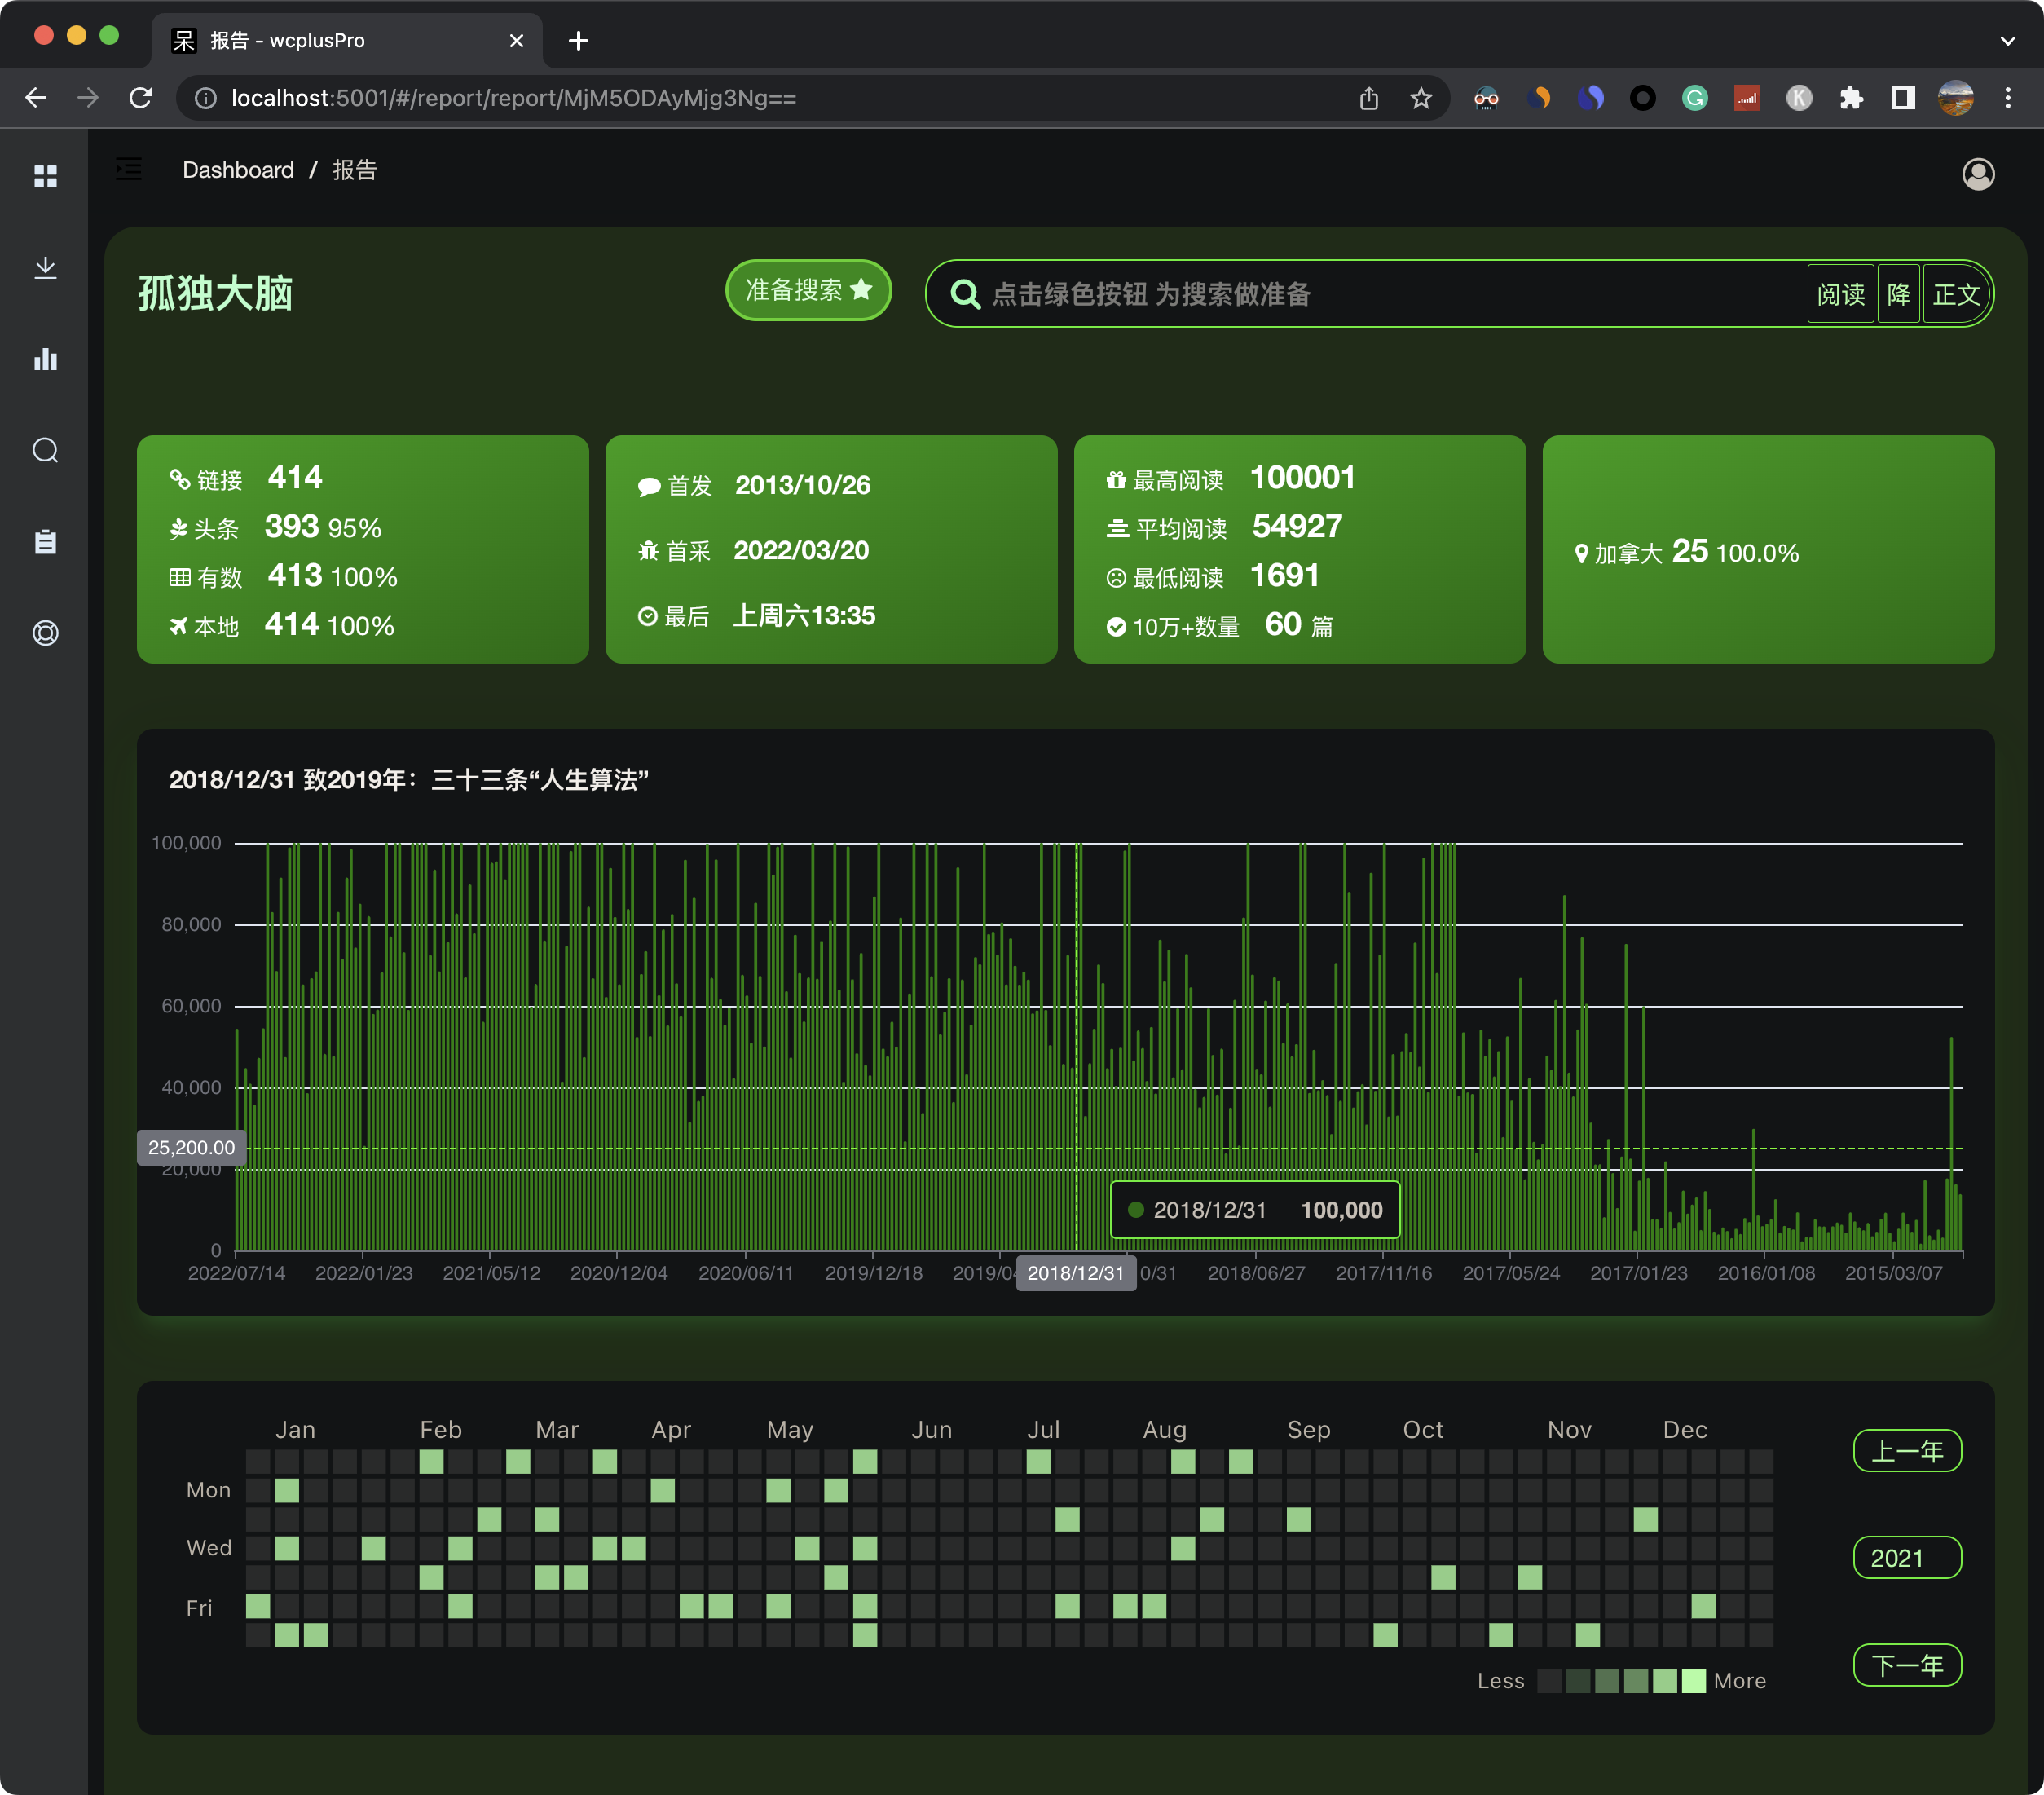 呆 报告 - wcplusPro
localhost:5001/#/report/report/MjM5ODAyMjg3Ng==
Dashboard / 报告
孤独大脑
准备搜索
点击绿色按钮 为搜索做准备
阅读 降 正文
链接 414
头条 393 95%
有数 413 100%
本地 414 100%
首发 2013/10/26
首采 2022/03/20
最后 上周六13:35
最高阅读 100001
平均阅读 54927
最低阅读 1691
10万+数量 60 篇
加拿大 25 100.0%
2018/12/31 致2019年：三十三条“人生算法”
100,000
80,000
60,000
40,000
25,200.00
20,000
0
2018/12/31 100,000
2022/07/14 2022/01/23 2021/05/12 2020/12/04 2020/06/11 2019/12/18 2019/0 2018/12/31 0/31 2018/06/27 2017/11/16 2017/05/24 2017/01/23 2016/01/08 2015/03/07
Jan Feb Mar Apr May Jun Jul Aug Sep Oct Nov Dec
Mon
Wed
Fri
Less More
上一年
2021
下一年